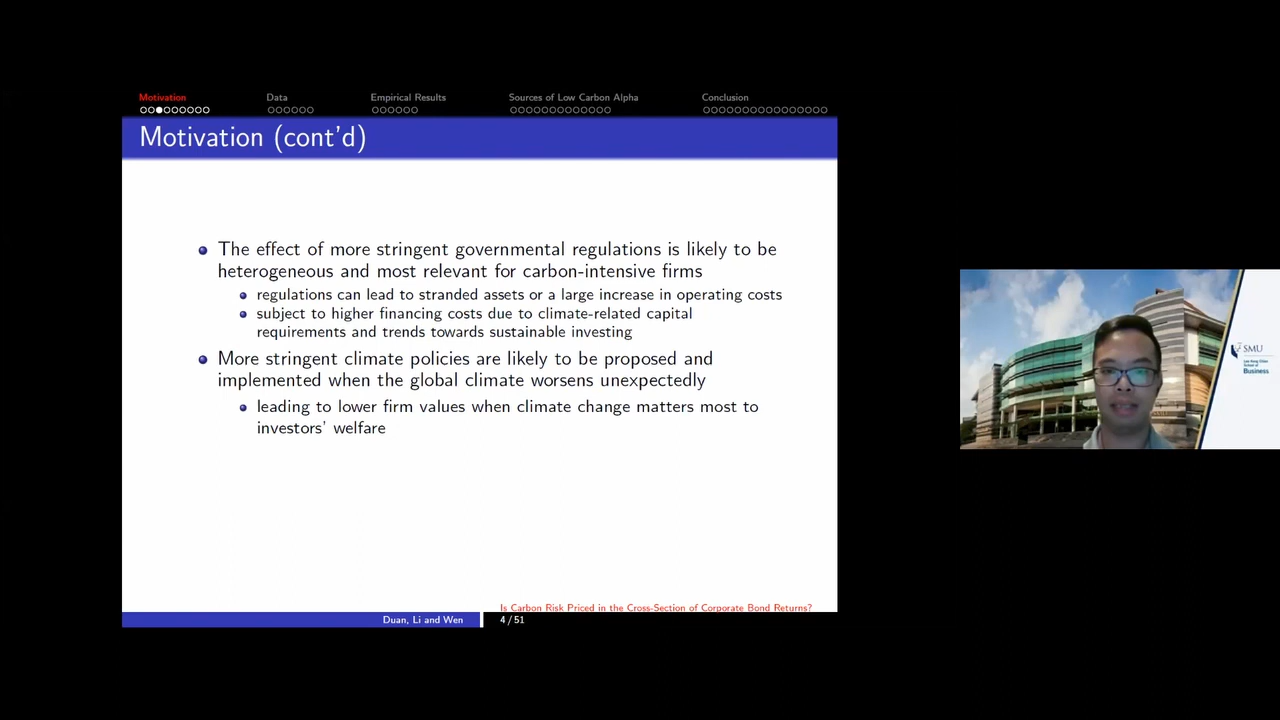 Motivation
Data
Empirical Results
Sources of Low Carbon Alpha
Conclusion
Motivation (cont'd)
The effect of more stringent governmental regulations is likely to be
heterogeneous and most relevant for carbon-intensive firms
regulations can lead to stranded assets or a large increase in operating costs
subject to higher financing costs due to climate-related capital
requirements and trends towards sustainable investing
More stringent climate policies are likely to be proposed and
implemented when the global climate worsens unexpectedly
leading to lower firm values when climate change matters most to
investors' welfare
Is Carbon Risk Priced in the Cross-Section of Corporate Bond Returns?
Duan, Li and Wen
4 / 51
SMU
Business